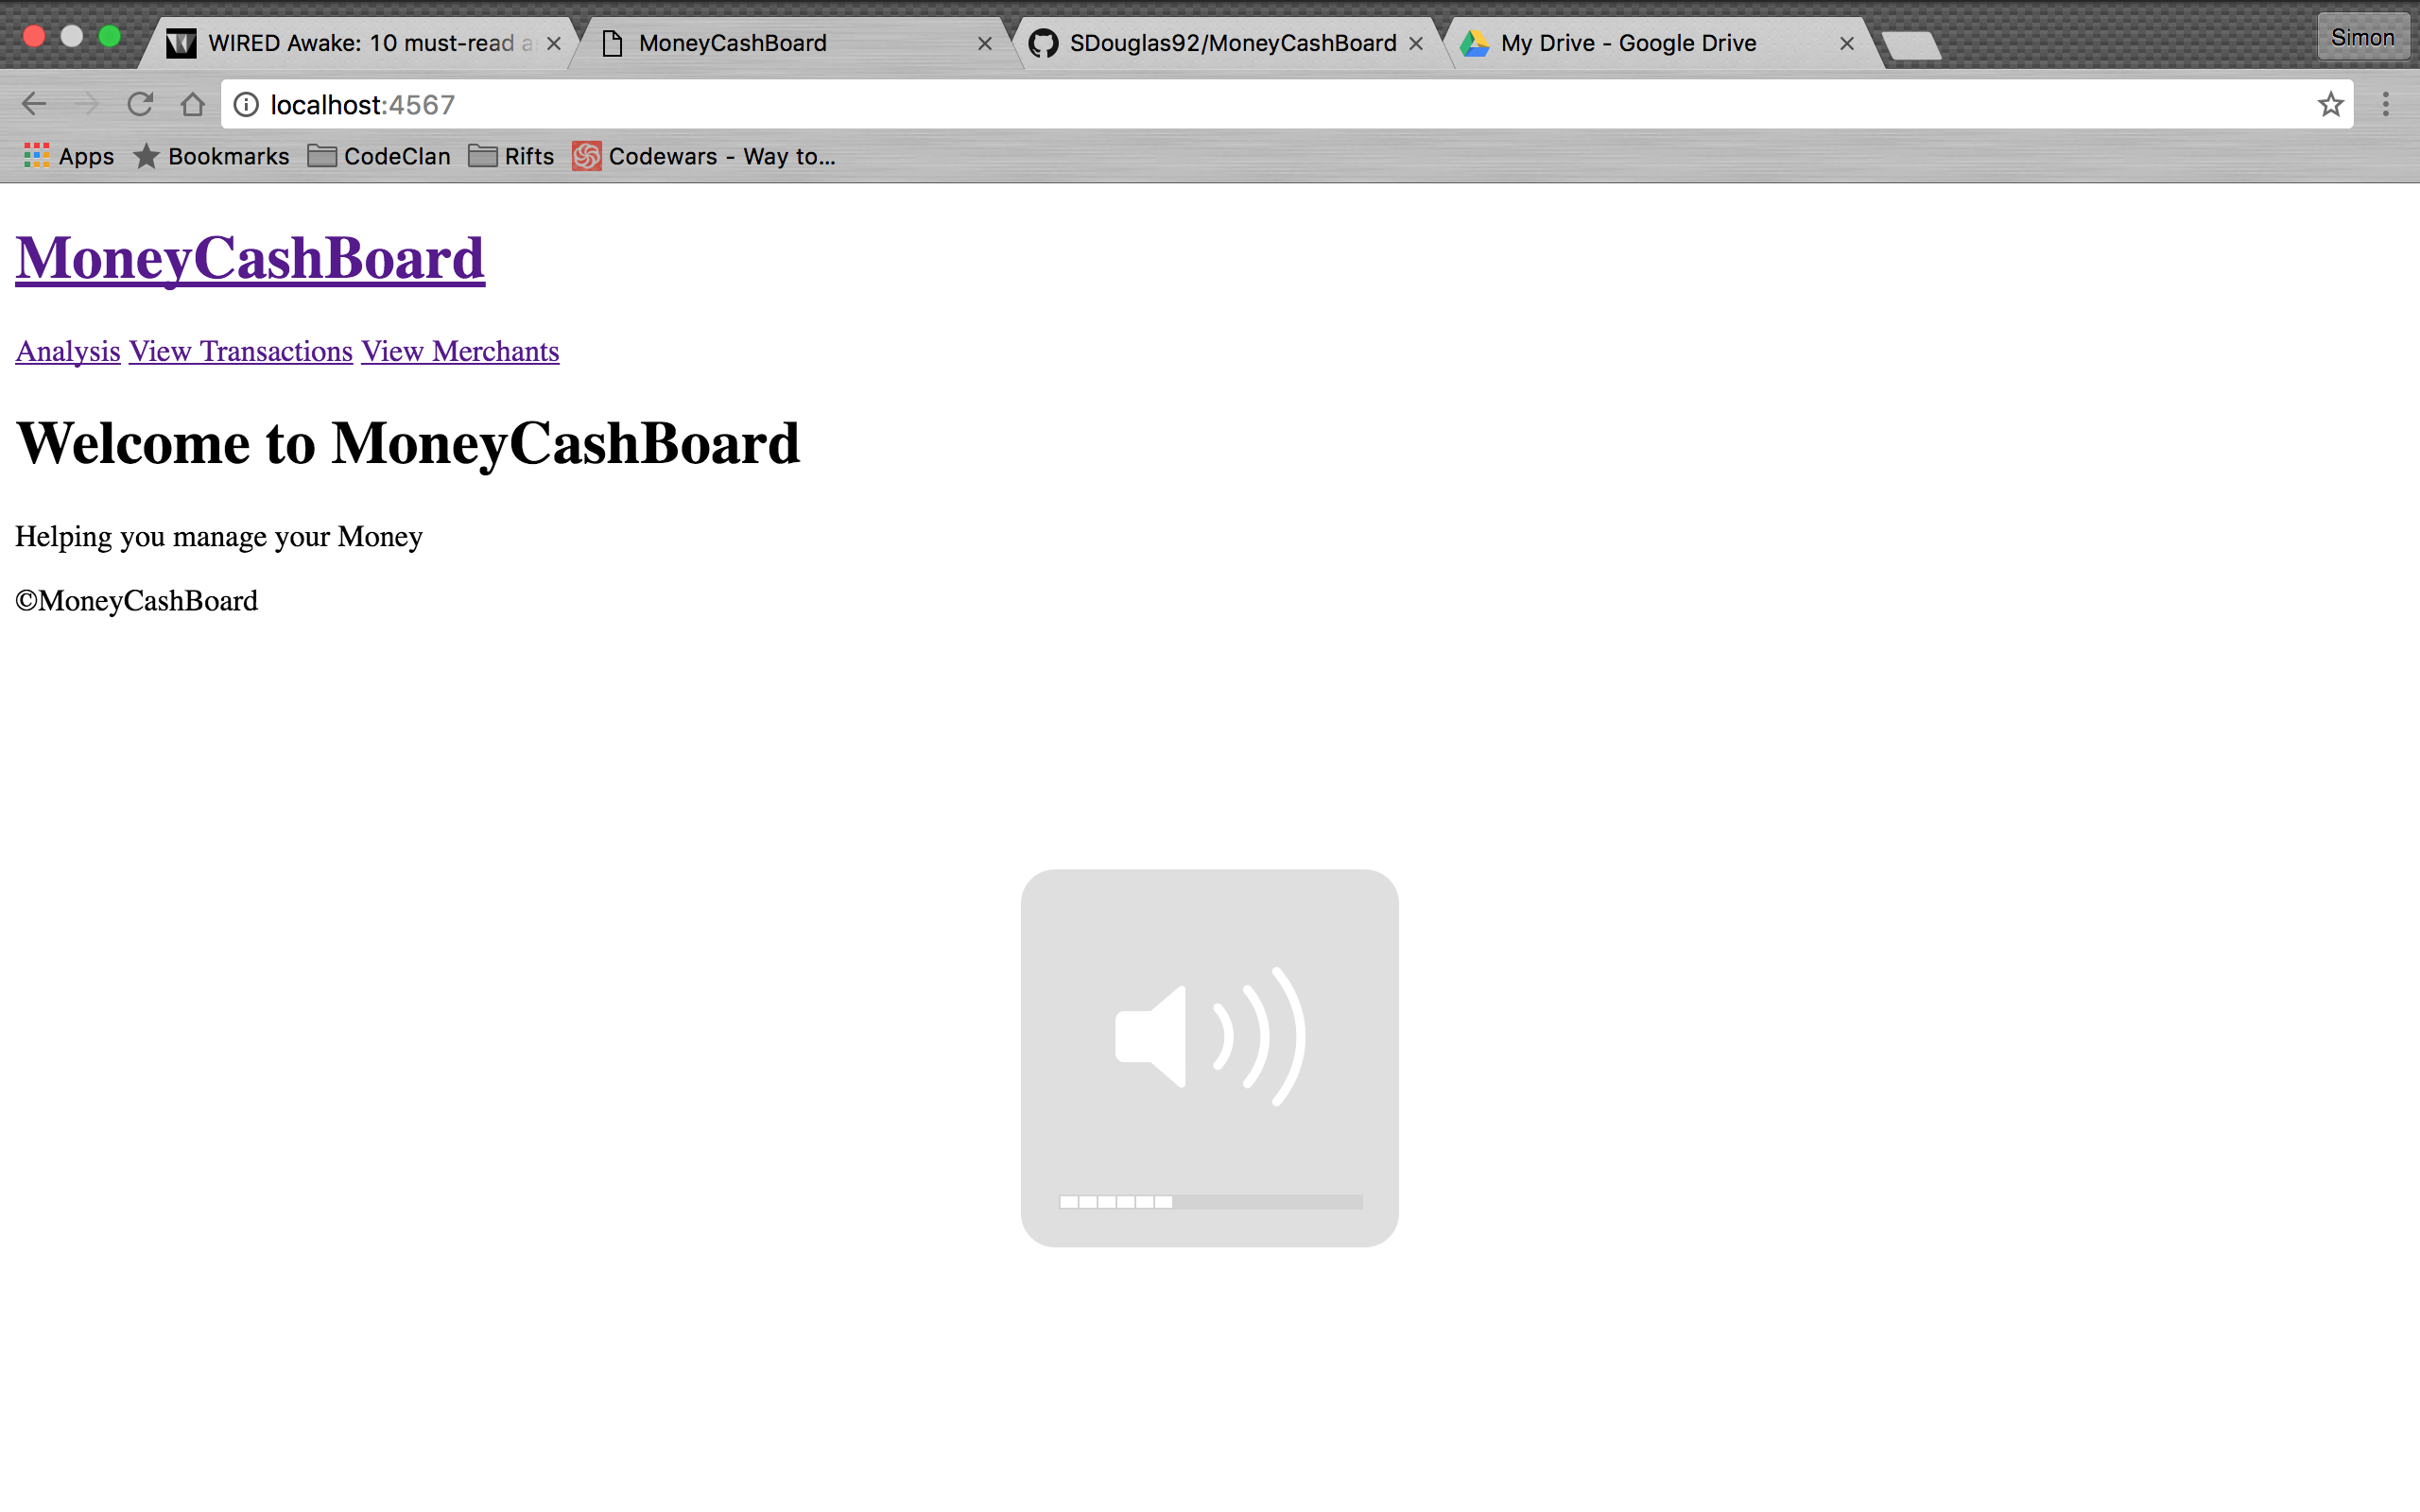 WIRED Awake: 10 must-read a
MoneyCashBoard
SDouglas92/MoneyCashBoard
My Drive - Google Drive
Simon
localhost:4567
Apps
Bookmarks
CodeClan
Rifts
Codewars - Way to...
MoneyCashBoard
Analysis View Transactions View Merchants
Welcome to MoneyCashBoard
Helping you manage your Money
©MoneyCashBoard